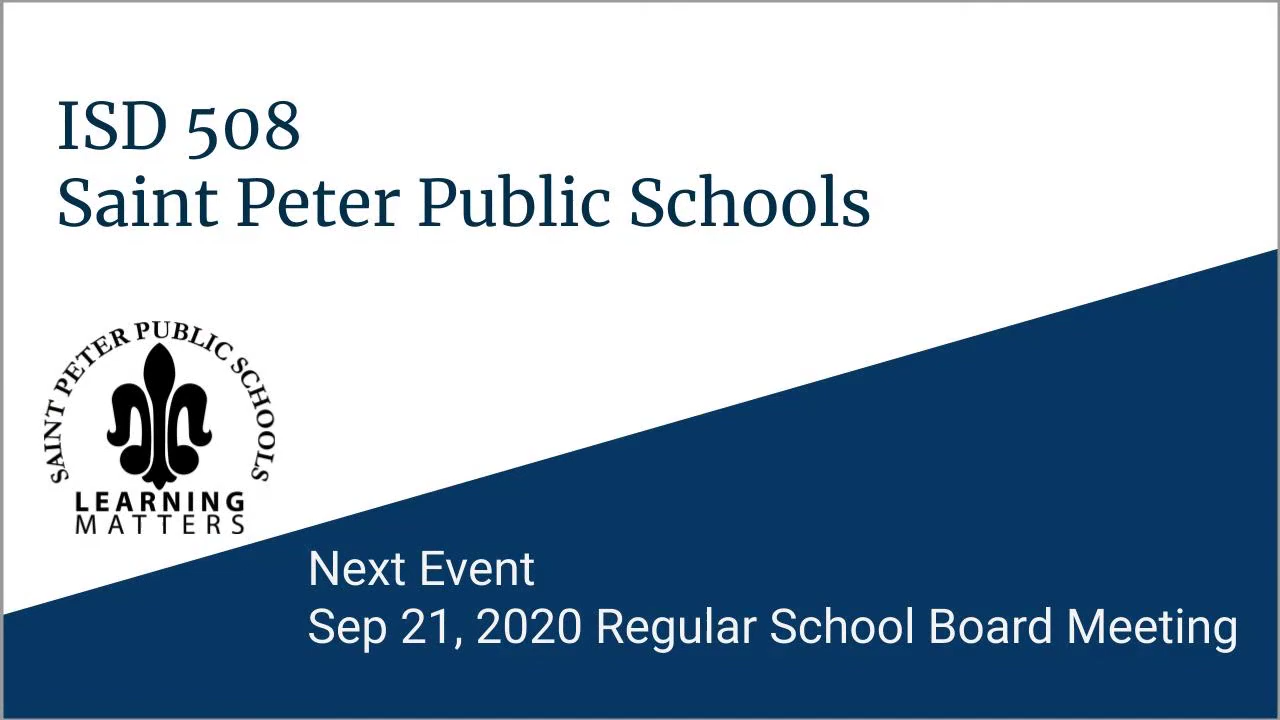 ISD 508
Saint Peter Public Schools
SAINT PETER PUBLIC SCHOOLS
LEARNING
MATTERS
Next Event
Sep 21, 2020 Regular School Board Meeting